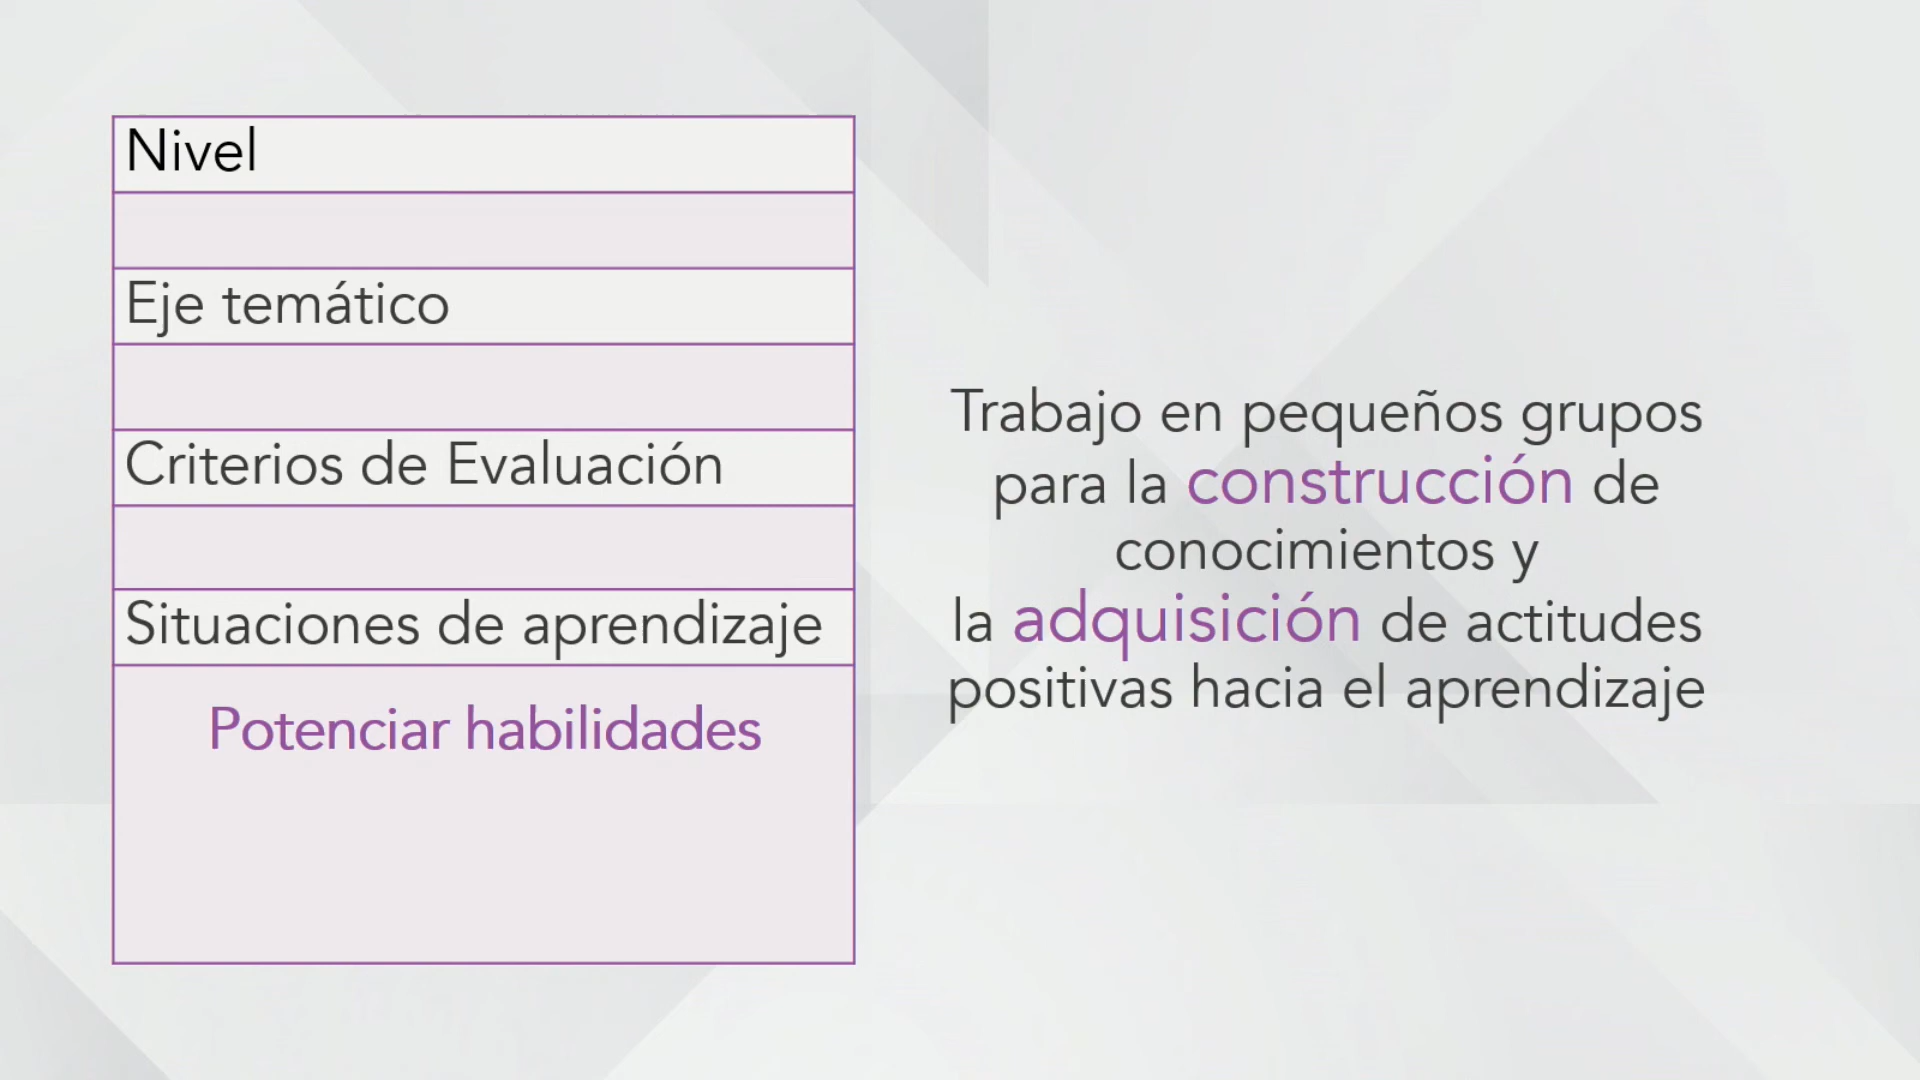 Nivel
Eje temático
Criterios de Evaluación
Situaciones de aprendizaje
Potenciar habilidades
Trabajo en pequeños grupos
para la construcción de
conocimientos y
la adquisición de actitudes
positivas hacia el aprendizaje